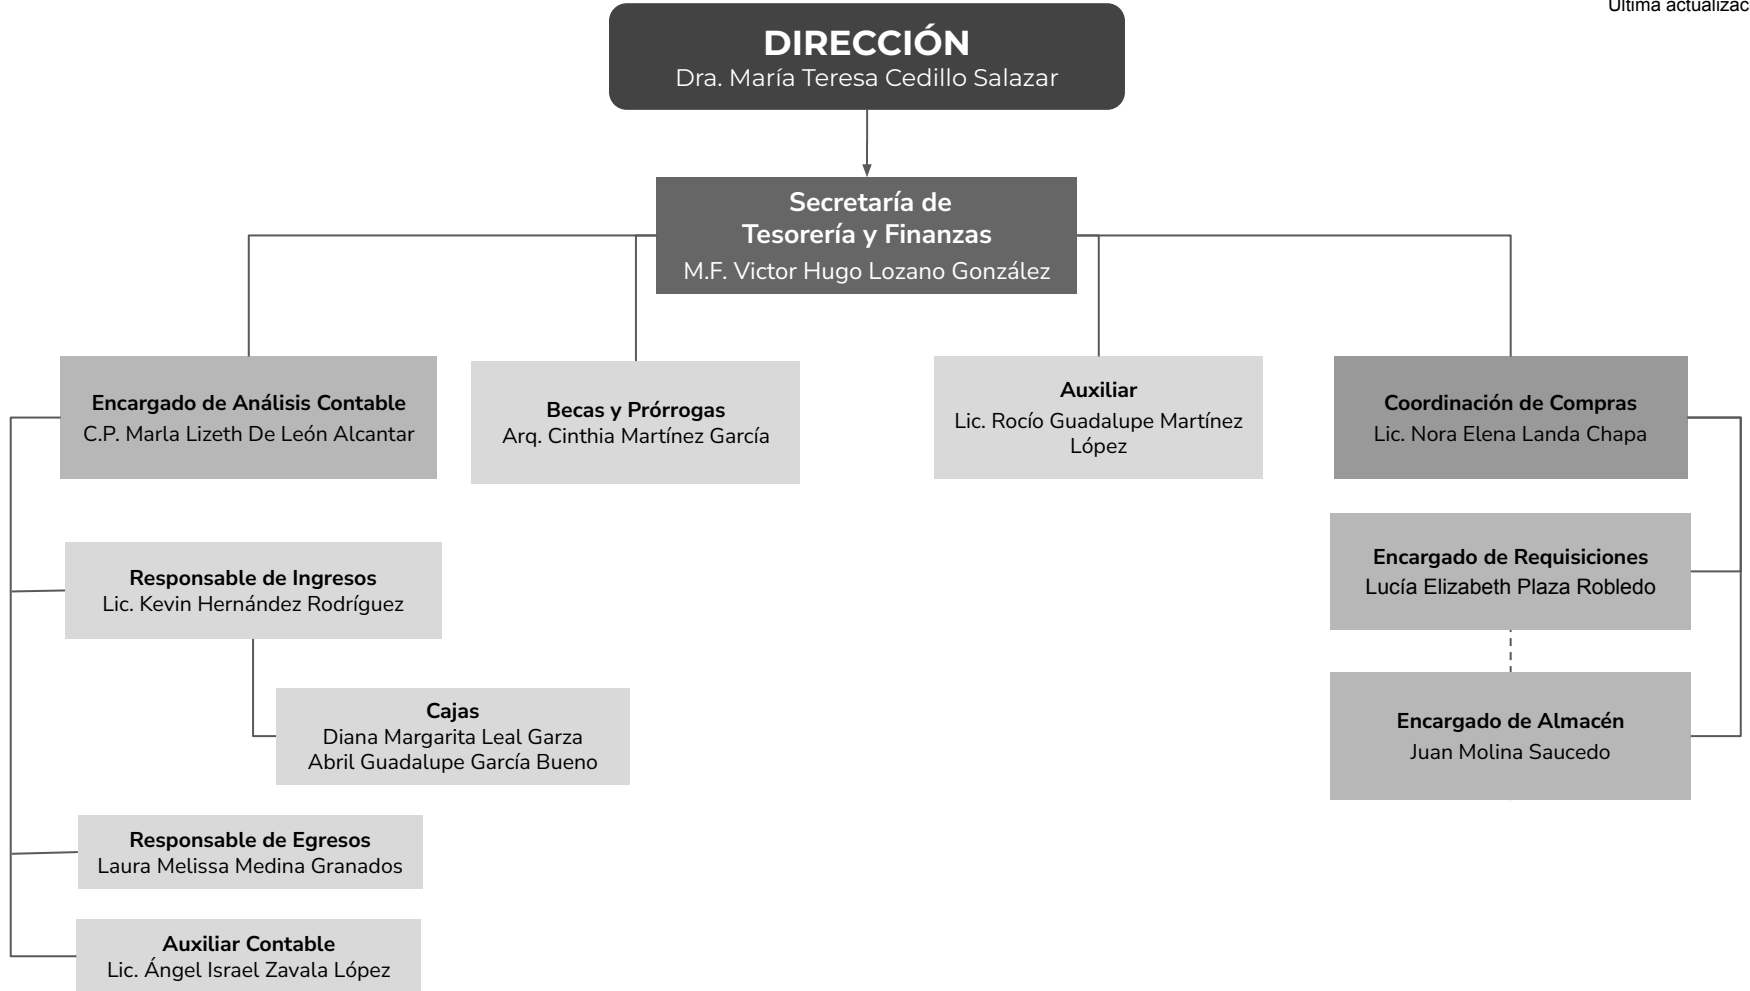 Última
DIRECCIÓN
Dra. María Teresa Cedillo Salazar
Secretaría de
Tesorería y Finanzas
M.F. Victor Hugo Lozano González
Encargado de Análisis Contable
C.P. Marla Lizeth De León Alcantar
Becas y Prórrogas
Arq. Cinthia Martínez García
Auxiliar
Lic. Rocío Guadalupe Martínez
López
Coordinación de Compras
Lic. Nora Elena Landa Chapa
Responsable de Ingresos
Lic. Kevin Hernández Rodríguez
Encargado de Requisiciones
Lucía Elizabeth Plaza Robledo
Cajas
Diana Margarita Leal Garza
Abril Guadalupe García Bueno
Encargado de Almacén
Juan Molina Saucedo
Responsable de Egresos
Laura Melissa Medina Granados
Auxiliar Contable
Lic. Ángel Israel Zavala López